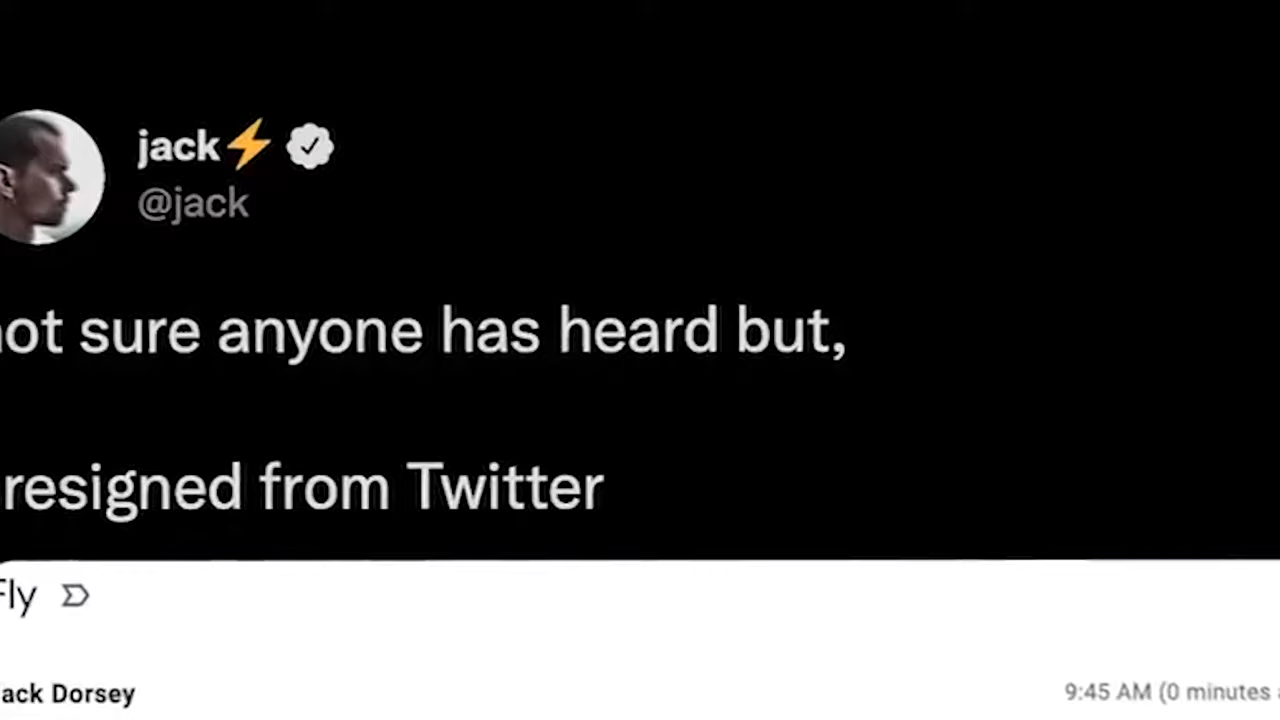 jack⚡
@jack
not sure anyone has heard but,
resigned from Twitter
Fly
Jack Dorsey
9:45 AM (0 minutes